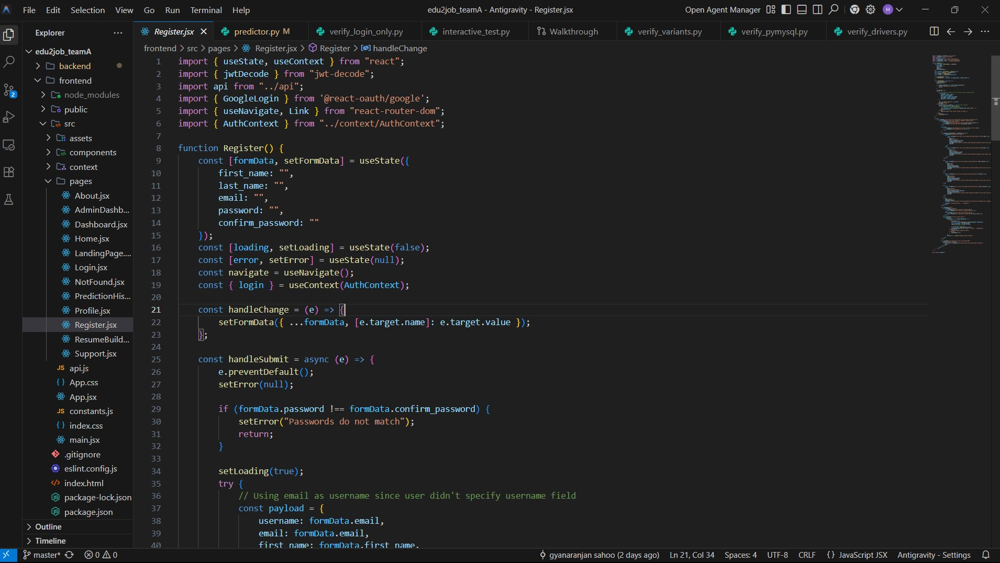 File Edit Selection View Go Run Terminal Help
edu2job_teamA - Antigravity - Register.jsx
Open Agent Manager
H
Explorer
Register.jsx
predictor.py M
verify_login_only.py
interactive_test.py
Walkthrough
verify_variants.py
verify_pymysql.py
verify_drivers.py
frontend > src > pages > Register.jsx > Register > handleChange
edu2job_teamA
backend
frontend
node_modules
public
src
assets
components
context
pages
About.jsx
AdminDashb...
Dashboard.jsx
Home.jsx
LandingPage....
Login.jsx
NotFound.jsx
PredictionHis...
Profile.jsx
Register.jsx
ResumeBuild...
Support.jsx
JS api.js
{ } App.css
App.jsx
JS constants.js
{ } index.css
main.jsx
.gitignore
eslint.config.js
</> index.html
package-lock.json
package.json
Outline
Timeline
2
1 import { useState, useContext } from "react";
2 import { jwtDecode } from "jwt-decode";
3 import api from "../api";
4 import { GoogleLogin } from '@react-oauth/google';
5 import { useNavigate, Link } from "react-router-dom";
6 import { AuthContext } from "../context/AuthContext";
7
8 function Register() {
9 const [formData, setFormData] = useState({
10 first_name: "",
11 last_name: "",
12 email: "",
13 password: "",
14 confirm_password: ""
15 });
16 const [loading, setLoading] = useState(false);
17 const [error, setError] = useState(null);
18 const navigate = useNavigate();
19 const { login } = useContext(AuthContext);
20
21 const handleChange = (e) => {
22 setFormData({ ...formData, [e.target.name]: e.target.value });
23 };
24
25 const handleSubmit = async (e) => {
26 e.preventDefault();
27 setError(null);
28
29 if (formData.password !== formData.confirm_password) {
30 setError("Passwords do not match");
31 return;
32 }
33
34 setLoading(true);
35 try {
36 // Using email as username since user didn't specify username field
37 const payload = {
38 username: formData.email,
39 email: formData.email,
40 first_name: formData.first_name,
master* 0 0
gyanaranjan sahoo (2 days ago) Ln 21, Col 34 Spaces: 4 UTF-8 CRLF { } JavaScript JSX Antigravity - Settings